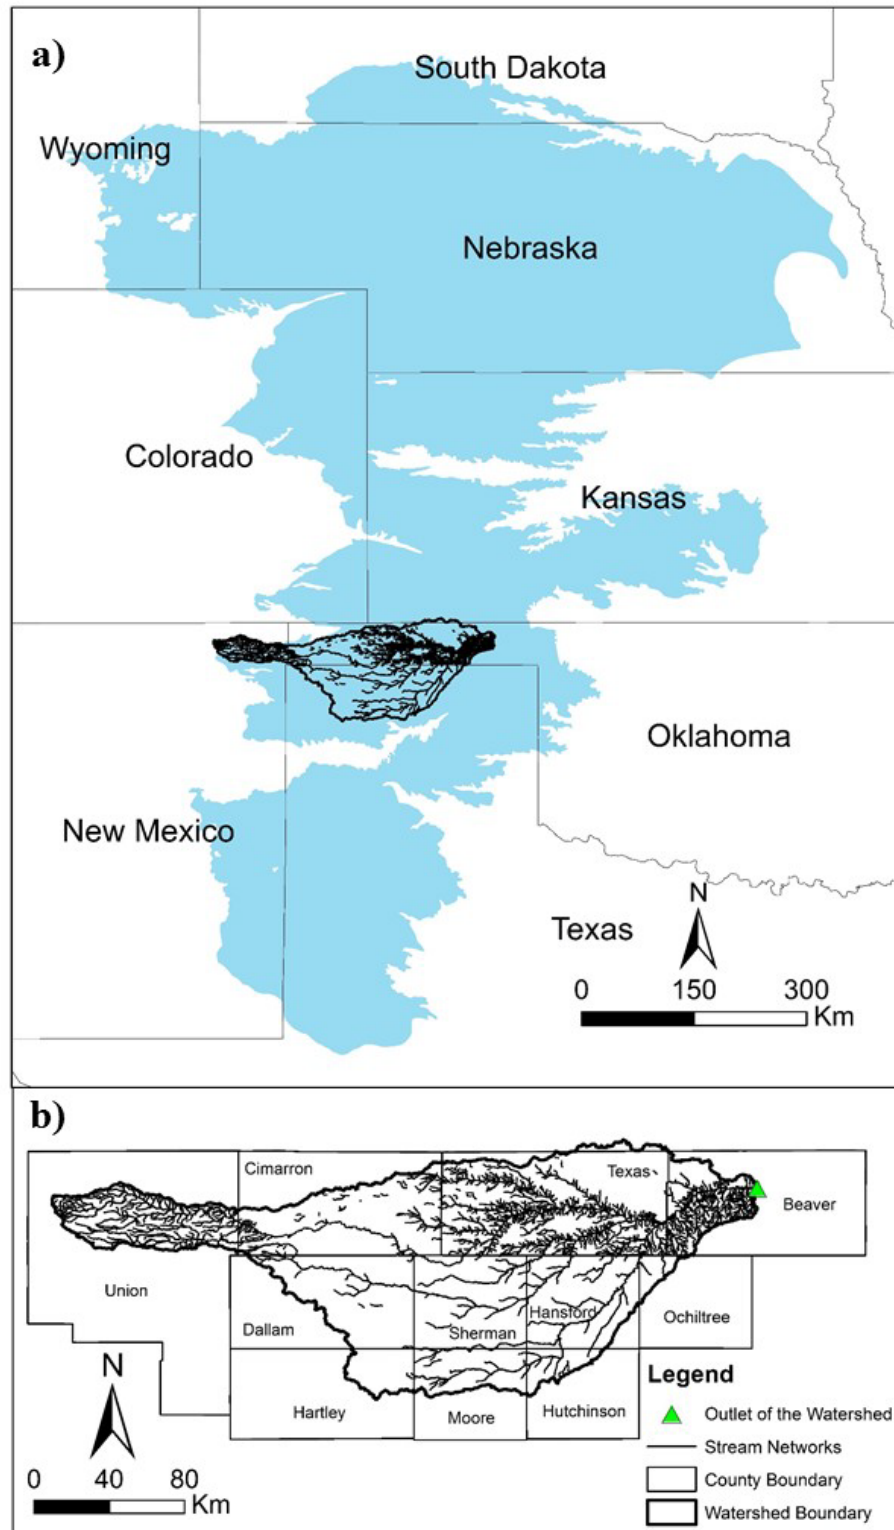 a)
South Dakota
Wyoming
Nebraska
Colorado
Kansas
Oklahoma
New Mexico
Texas
N
0 150 300
Km
b)
Cimarron
Texas
Beaver
Union
Dallam
Sherman
Hansford
Ochiltree
Hartley
Moore
Hutchinson
N
0 40 80
Km
Legend
Outlet of the Watershed
Stream Networks
County Boundary
Watershed Boundary